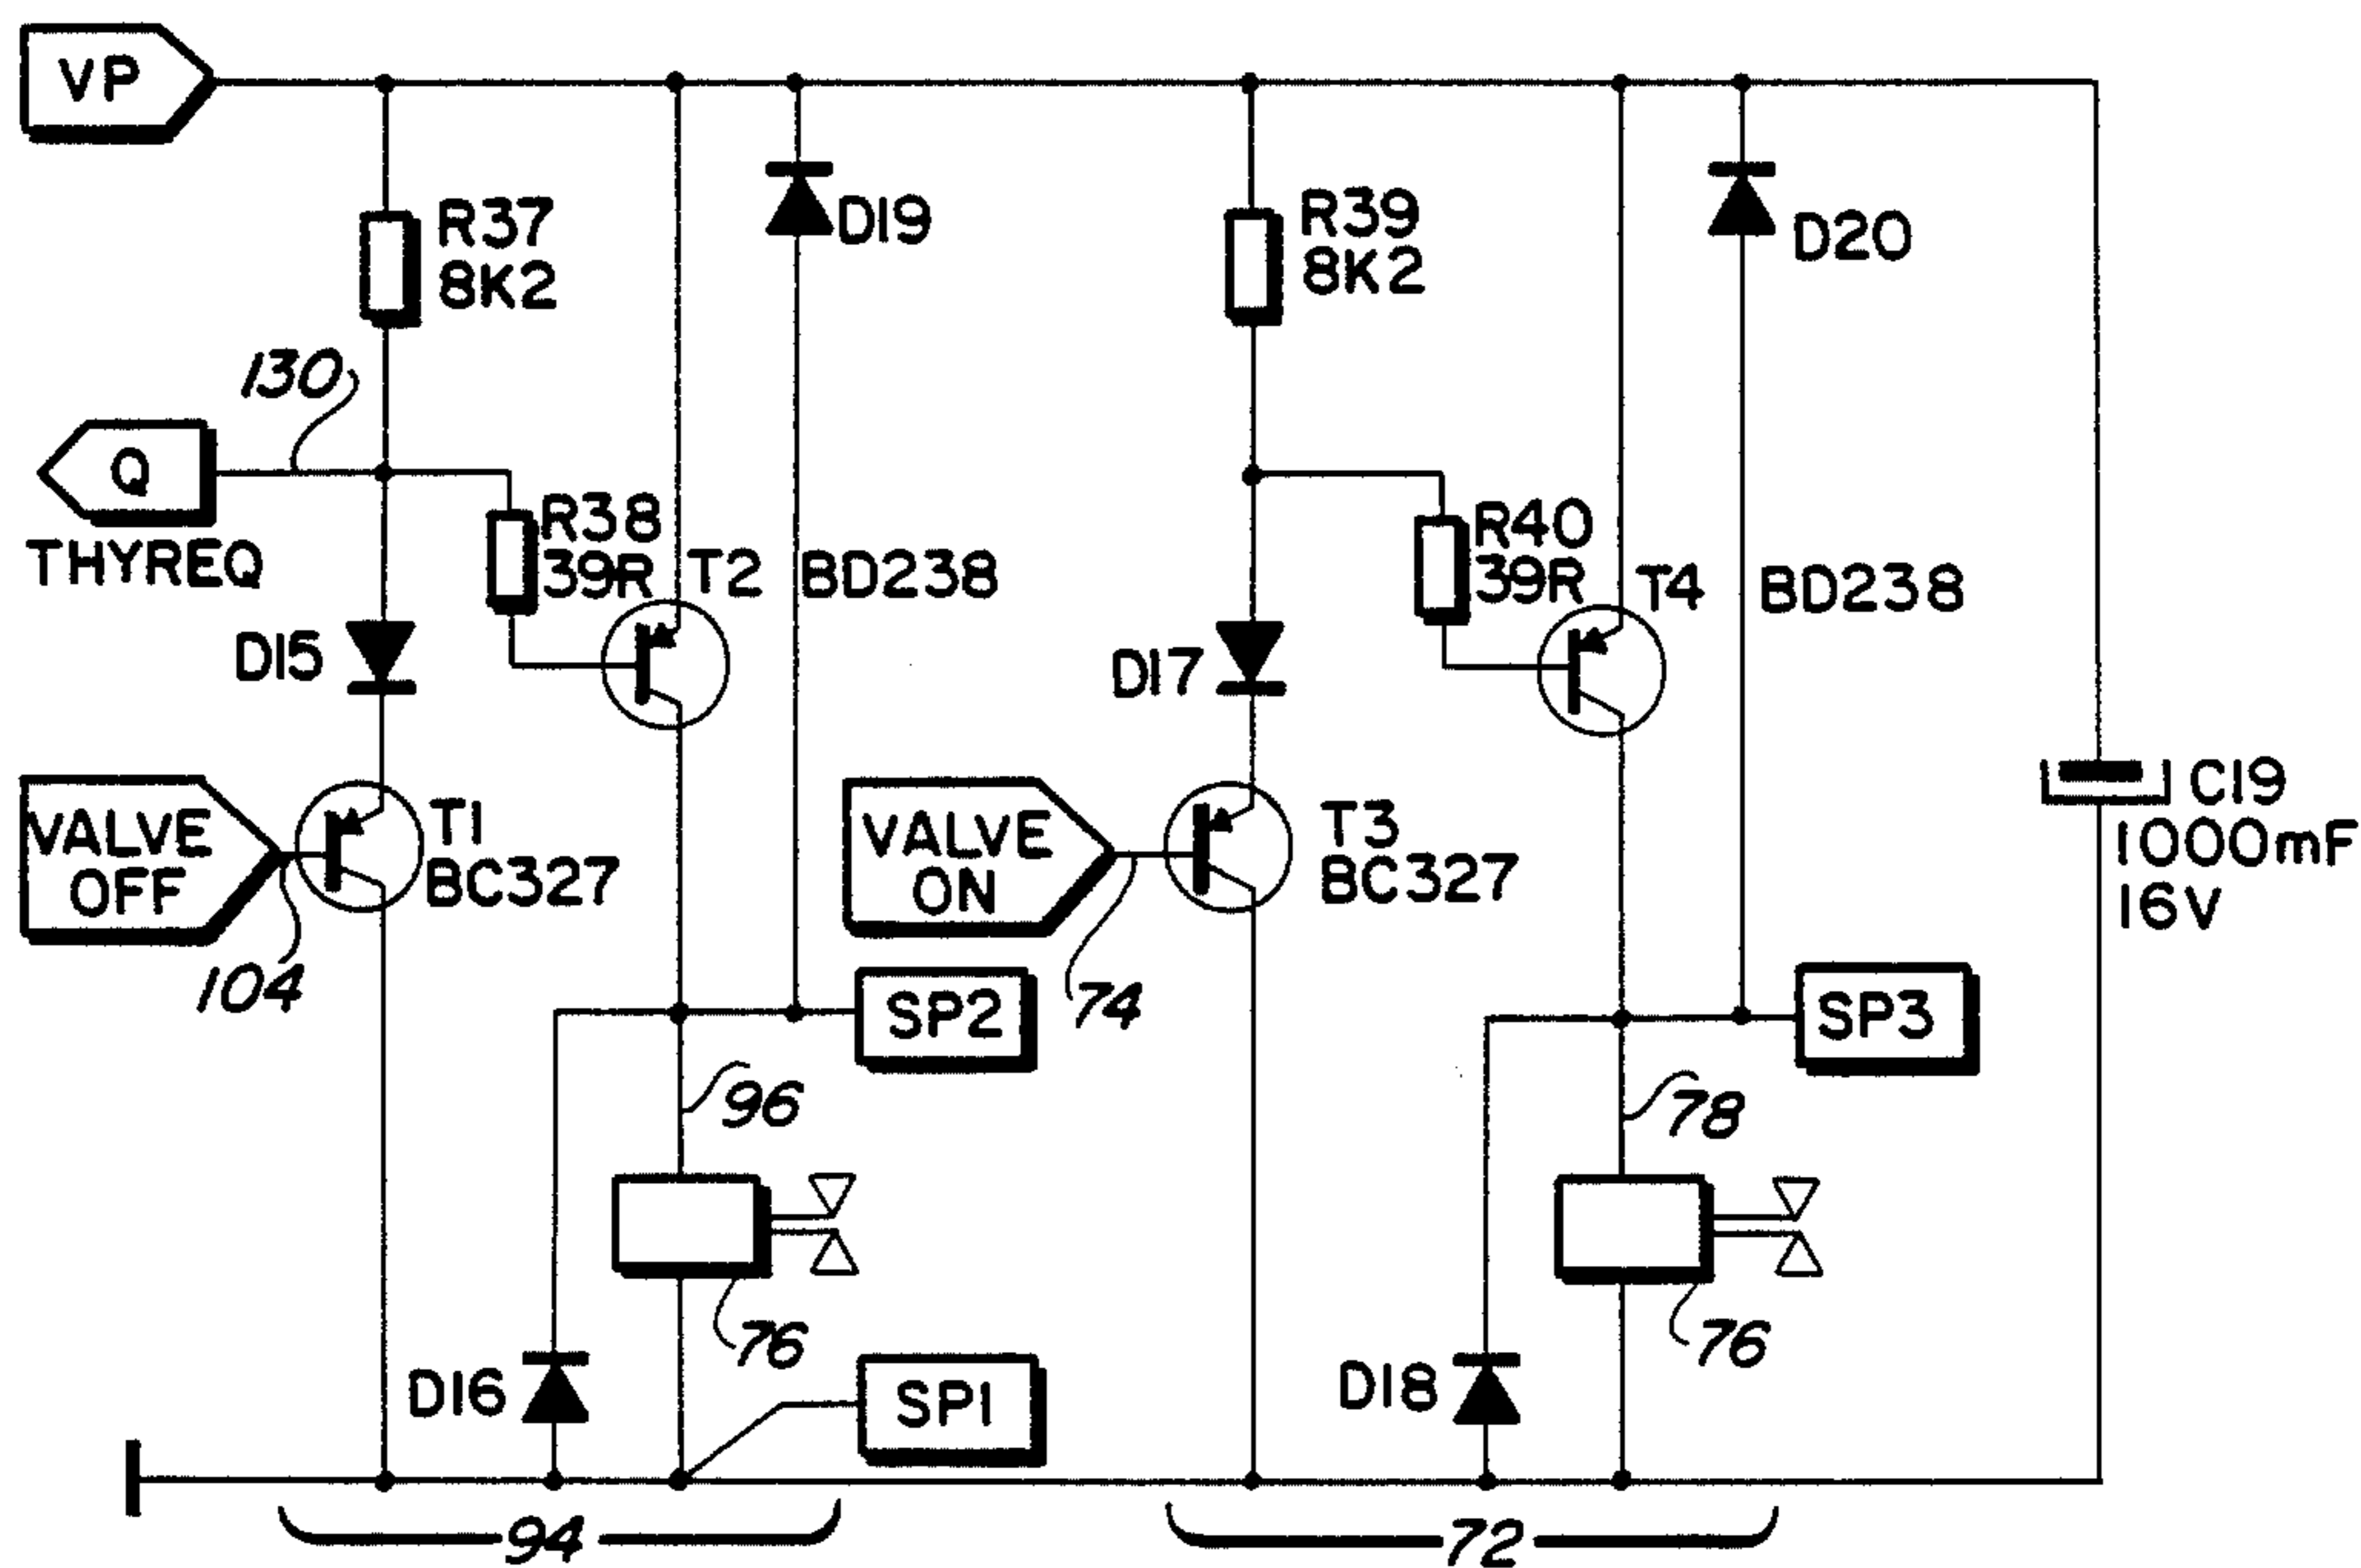 VP
R37
8K2
D19
R39
8K2
D20
130
Q
THYREQ
R38
39R
T2
BD238
R40
39R
T4
BD238
D15
D17
VALVE
OFF
T1
BC327
VALVE
ON
T3
BC327
C19
1000mF
16V
104
74
SP2
SP3
96
78
76
76
D16
SP1
D18
94
72